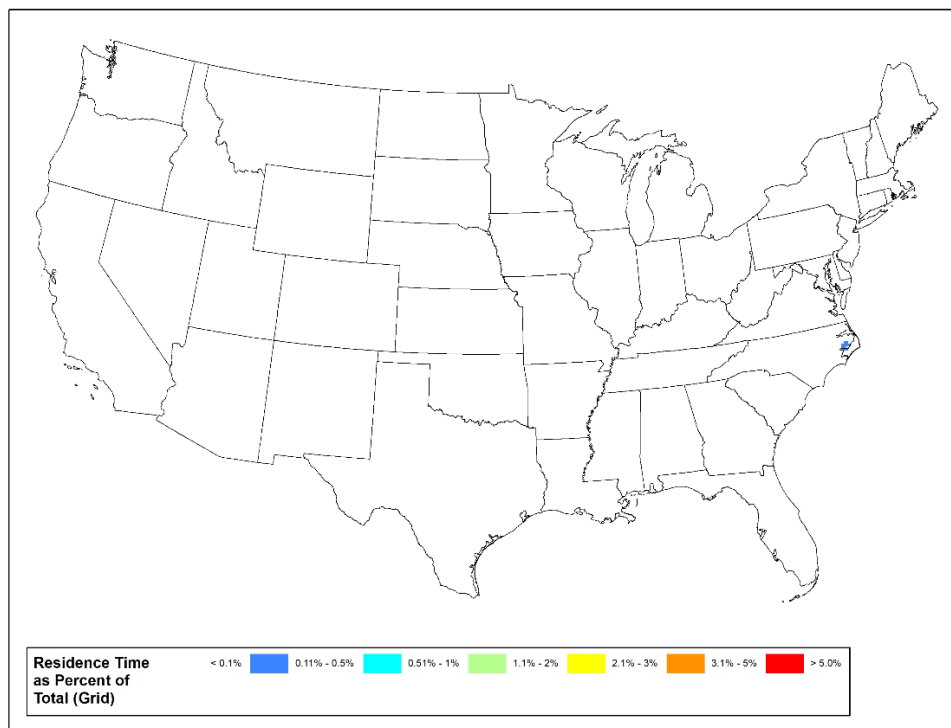 Residence Time
as Percent of
Total (Grid)
< 0.1% 0.11% - 0.5% 0.51% - 1% 1.1% - 2% 2.1% - 3% 3.1% - 5% > 5.0%